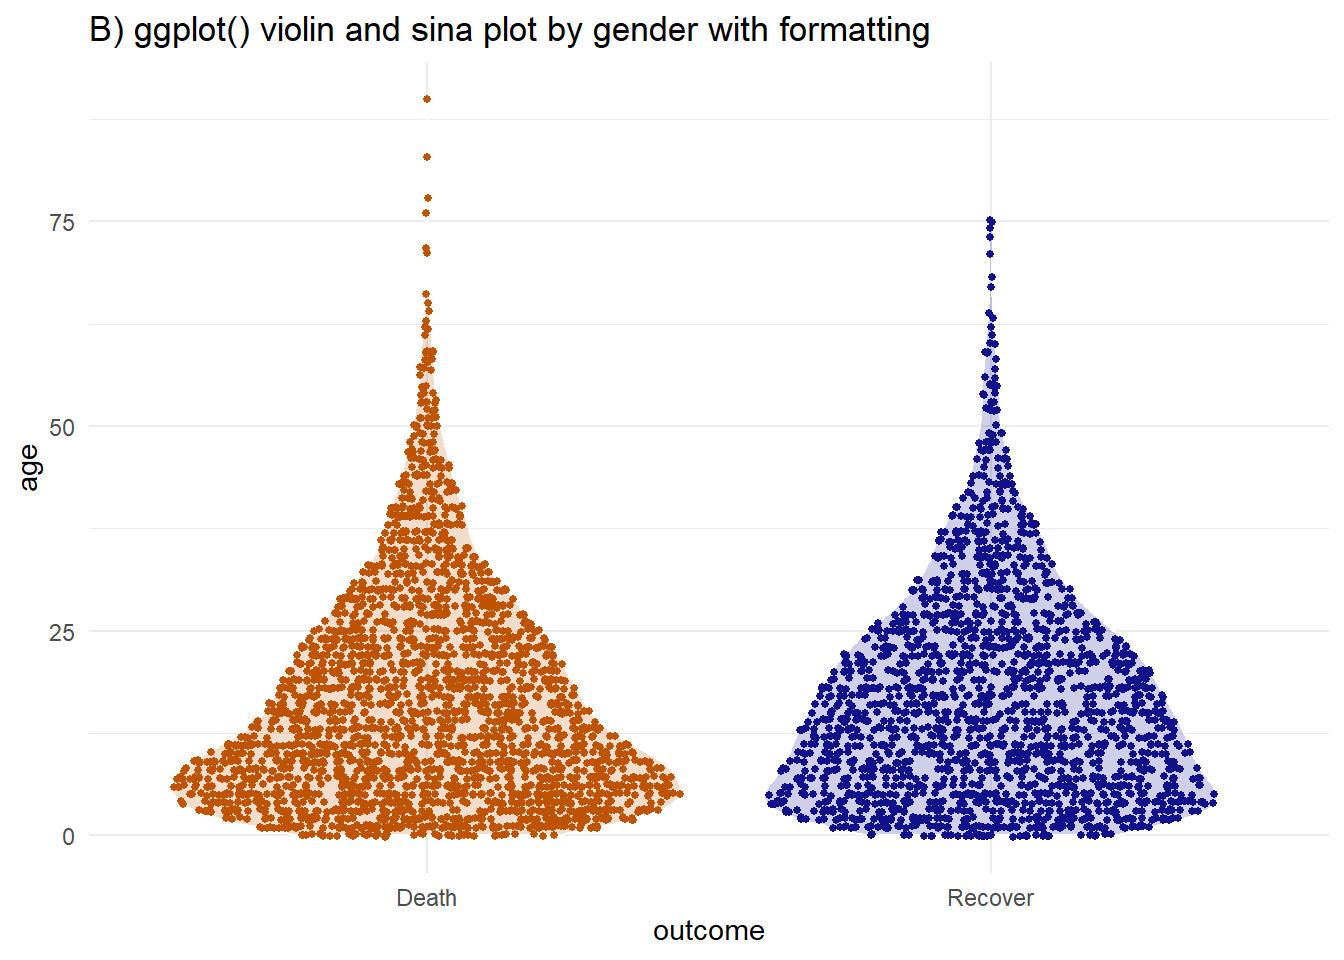 B) ggplot() violin and sina plot by gender with formatting
75
50
25
0
age
Death
Recover
outcome